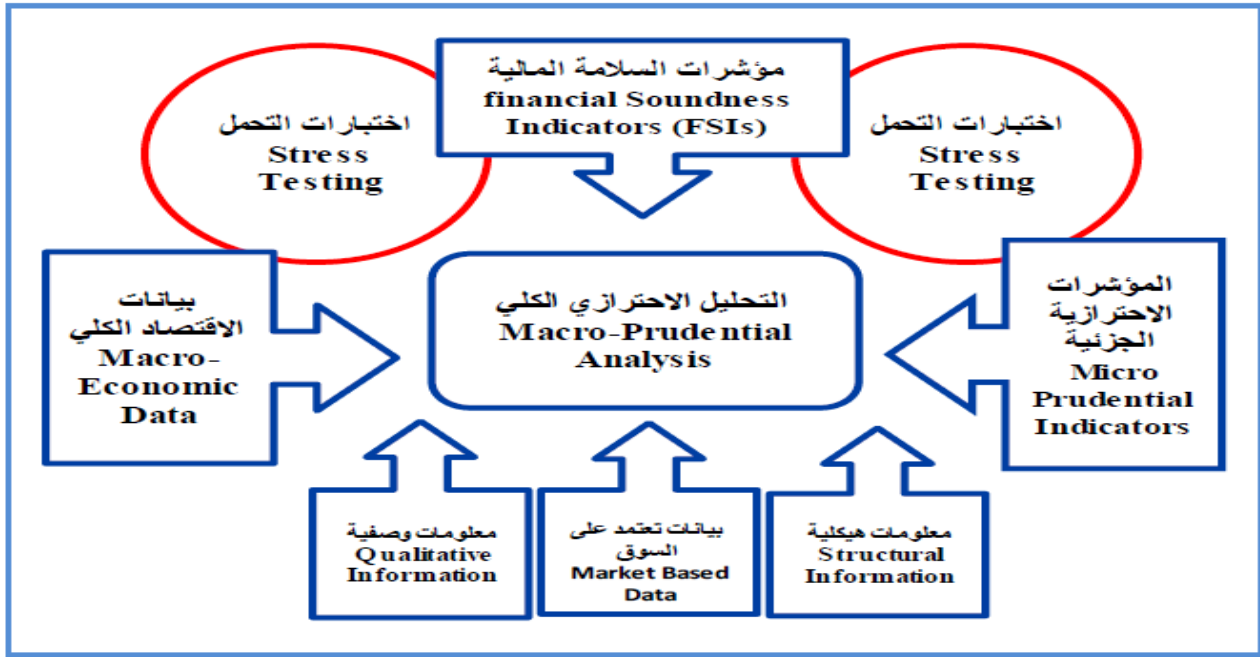 مؤشرات السلامة المالية
financial Soundness
Indicators (FSIs)
اختبارات التحمل
Stress
Testing
اختبارات التحمل
Stress
Testing
بيانات
الاقتصاد الكلي
Macro-
Economic
Data
التحليل الاحترازي الكلي
Macro-Prudential
Analysis
المؤشرات
الاحترازية
الجزئية
Micro
Prudential
Indicators
معلومات وصفية
Qualitative
Information
بيانات تعتمد على
السوق
Market Based
Data
معلومات هيكلية
Structural
Information